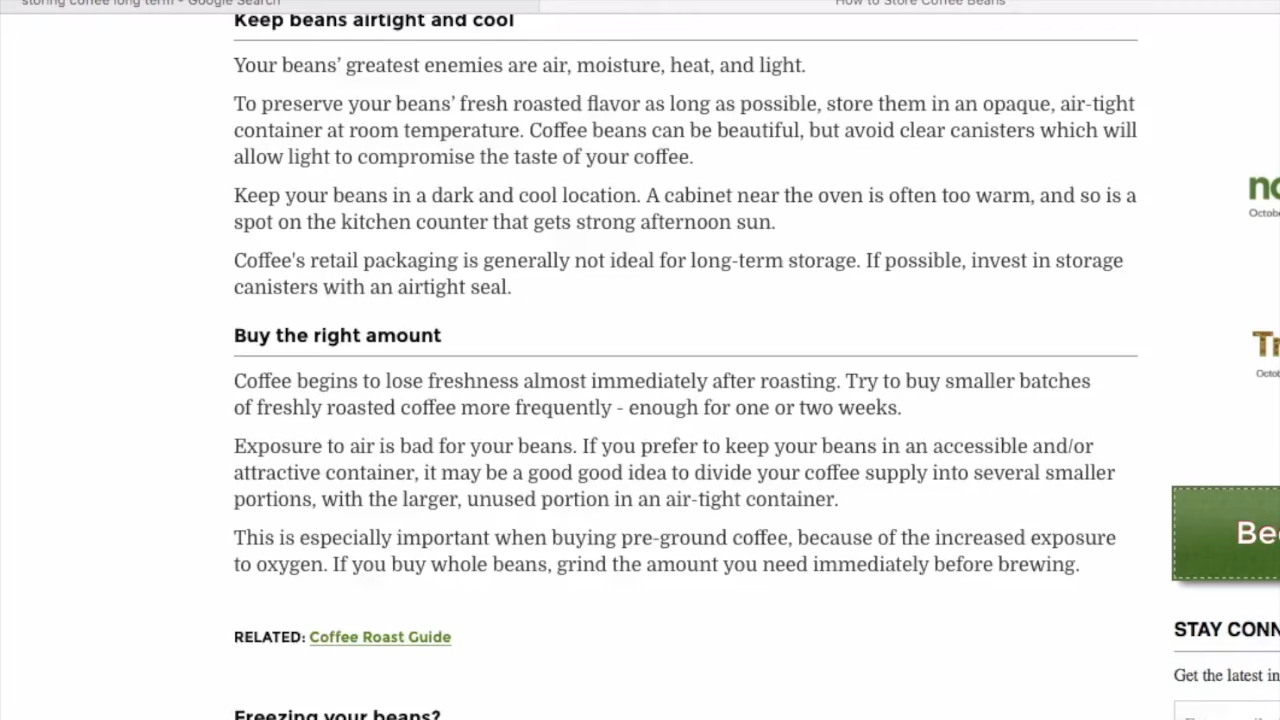 storing coffee long term - Google Search
How to Store Coffee Beans
Keep beans airtight and cool
Your beans’ greatest enemies are air, moisture, heat, and light.
To preserve your beans’ fresh roasted flavor as long as possible, store them in an opaque, air-tight
container at room temperature. Coffee beans can be beautiful, but avoid clear canisters which will
allow light to compromise the taste of your coffee.
Keep your beans in a dark and cool location. A cabinet near the oven is often too warm, and so is a
spot on the kitchen counter that gets strong afternoon sun.
Coffee's retail packaging is generally not ideal for long-term storage. If possible, invest in storage
canisters with an airtight seal.
Buy the right amount
Coffee begins to lose freshness almost immediately after roasting. Try to buy smaller batches
of freshly roasted coffee more frequently - enough for one or two weeks.
Exposure to air is bad for your beans. If you prefer to keep your beans in an accessible and/or
attractive container, it may be a good good idea to divide your coffee supply into several smaller
portions, with the larger, unused portion in an air-tight container.
This is especially important when buying pre-ground coffee, because of the increased exposure
to oxygen. If you buy whole beans, grind the amount you need immediately before brewing.
RELATED: Coffee Roast Guide
Freezing your beans?
Octob
Tr
Octo
Be
STAY CONN
Get the latest in